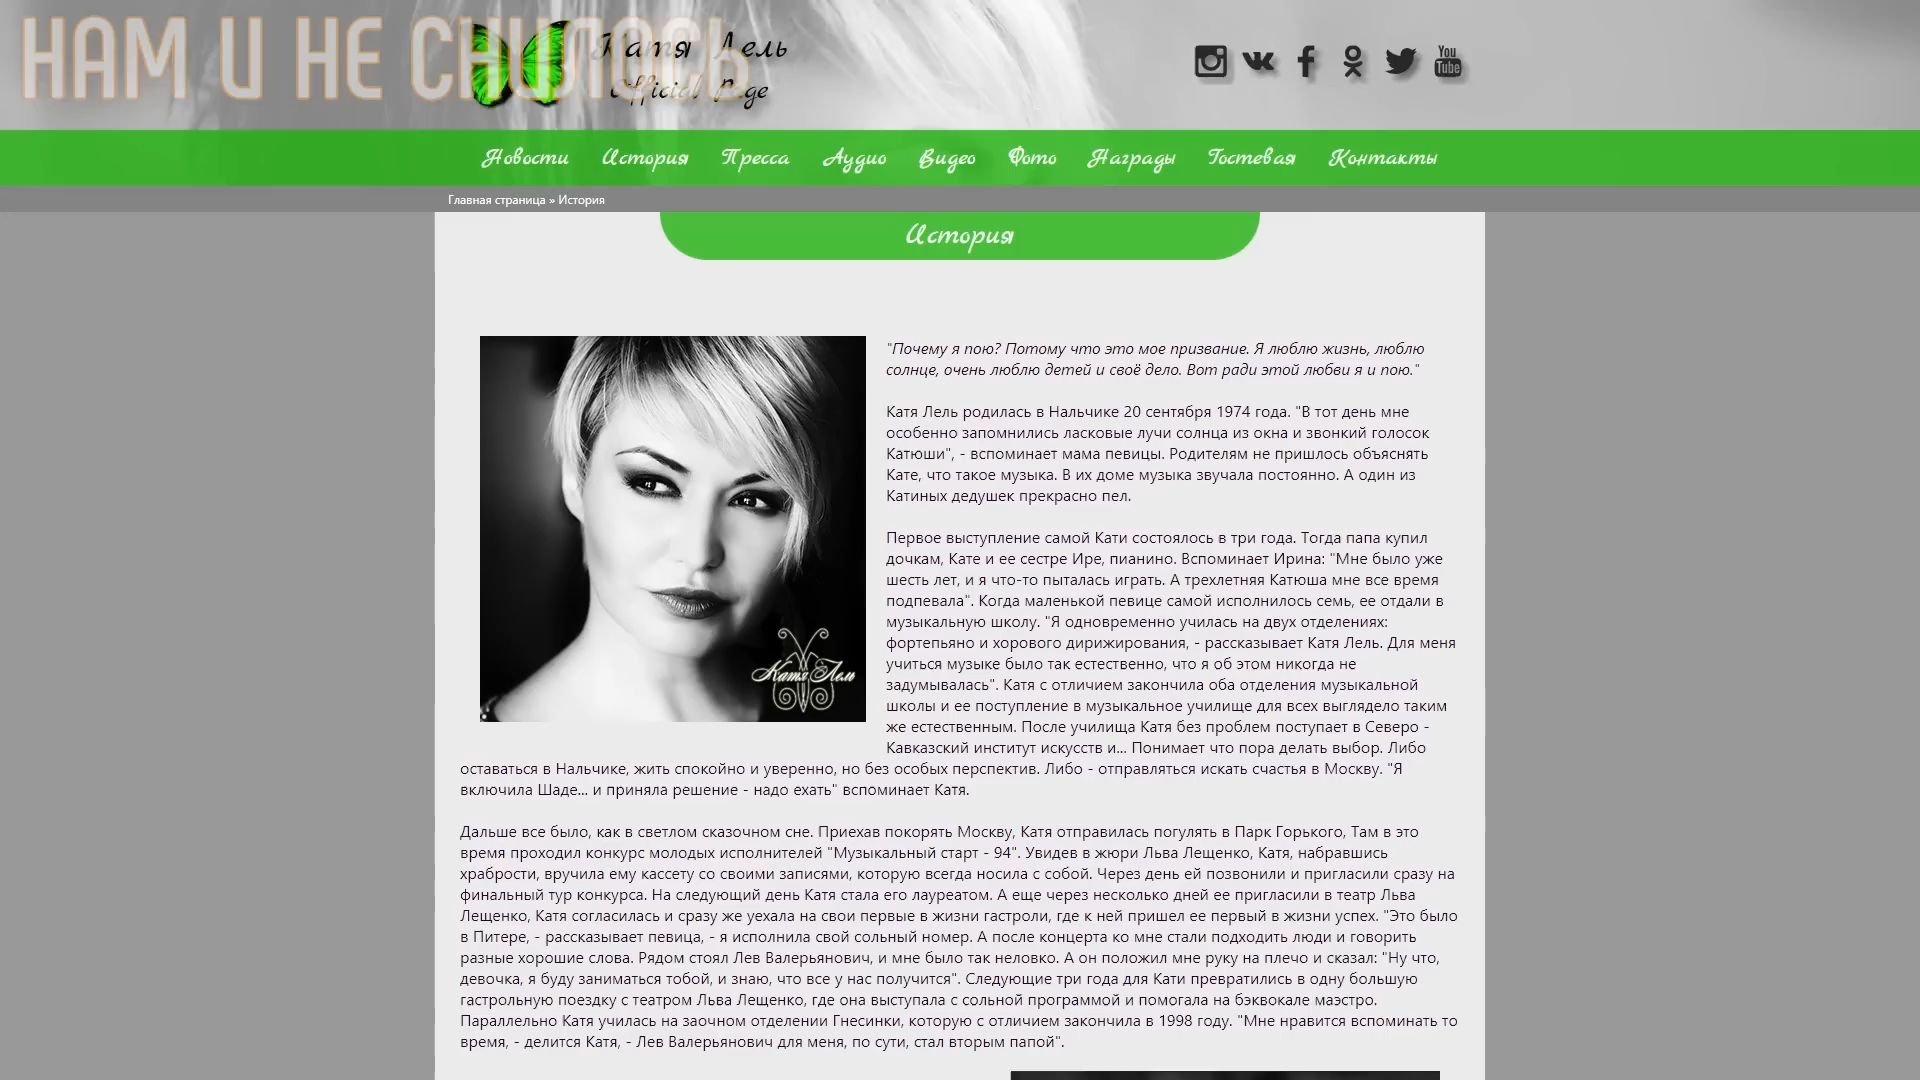 НАМ И НЕ СНИЛОСЬ
Катя Лель
Official Page
You
Tube
Новости История Пресса Аудио Видео Фото Награды Гостевая Контакты
Главная страница » История
История
"Почему я пою? Потому что это мое призвание. Я люблю жизнь, люблю
солнце, очень люблю детей и своё дело. Вот ради этой любви я и пою."
Катя Лель родилась в Нальчике 20 сентября 1974 года. "В тот день мне
особенно запомнились ласковые лучи солнца из окна и звонкий голосок
Катюши", - вспоминает мама певицы. Родителям не пришлось объяснять
Кате, что такое музыка. В их доме музыка звучала постоянно. А один из
Катиных дедушек прекрасно пел.
Первое выступление самой Кати состоялось в три года. Тогда папа купил
дочкам, Кате и ее сестре Ире, пианино. Вспоминает Ирина: "Мне было уже
шесть лет, и я что-то пыталась играть. А трехлетняя Катюша мне все время
подпевала". Когда маленькой певице самой исполнилось семь, ее отдали в
музыкальную школу. "Я одновременно училась на двух отделениях:
фортепьяно и хорового дирижирования, - рассказывает Катя Лель. Для меня
учиться музыке было так естественно, что я об этом никогда не
задумывалась". Катя с отличием закончила оба отделения музыкальной
школы и ее поступление в музыкальное училище для всех выглядело таким
же естественным. После училища Катя без проблем поступает в Северо -
Кавказский институт искусств и... Понимает что пора делать выбор. Либо
оставаться в Нальчике, жить спокойно и уверенно, но без особых перспектив. Либо - отправляться искать счастья в Москву. "Я
включила Шаде... и приняла решение - надо ехать" вспоминает Катя.
Катя Лель
Дальше все было, как в светлом сказочном сне. Приехав покорять Москву, Катя отправилась погулять в Парк Горького, Там в это
время проходил конкурс молодых исполнителей "Музыкальный старт - 94". Увидев в жюри Льва Лещенко, Катя, набравшись
храбрости, вручила ему кассету со своими записями, которую всегда носила с собой. Через день ей позвонили и пригласили сразу на
финальный тур конкурса. На следующий день Катя стала его лауреатом. А еще через несколько дней ее пригласили в театр Льва
Лещенко, Катя согласилась и сразу же уехала на свои первые в жизни гастроли, где к ней пришел ее первый в жизни успех. "Это было
в Питере, - рассказывает певица, - я исполнила свой сольный номер. А после концерта ко мне стали подходить люди и говорить
разные хорошие слова. Рядом стоял Лев Валерьянович, и мне было так неловко. А он положил мне руку на плечо и сказал: "Ну что,
девочка, я буду заниматься тобой, и знаю, что все у нас получится". Следующие три года для Кати превратились в одну большую
гастрольную поездку с театром Льва Лещенко, где она выступала с сольной программой и помогала на бэквокале маэстро.
Параллельно Катя училась на заочном отделении Гнесинки, которую с отличием закончила в 1998 году. "Мне нравится вспоминать то
время, - делится Катя, - Лев Валерьянович для меня, по сути, стал вторым папой".